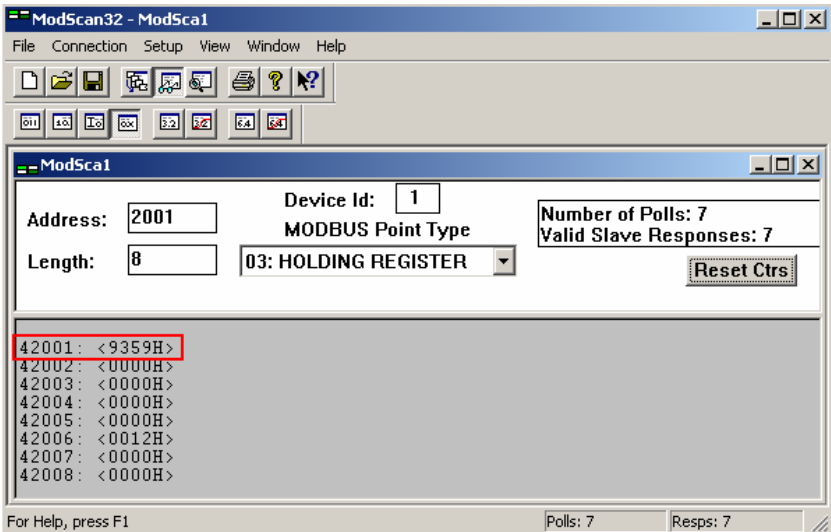 ModScan32 - ModSca1
File Connection Setup View Window Help
ModSca1
Device Id: 1
Address: 2001
MODBUS Point Type
Number of Polls: 7
Valid Slave Responses: 7
Length: 8
03: HOLDING REGISTER
Reset Ctrs
42001: <9359H>
42002: <0000H>
42003: <0000H>
42004: <0000H>
42005: <0000H>
42006: <0012H>
42007: <0000H>
42008: <0000H>
For Help, press F1
Polls: 7
Resps: 7